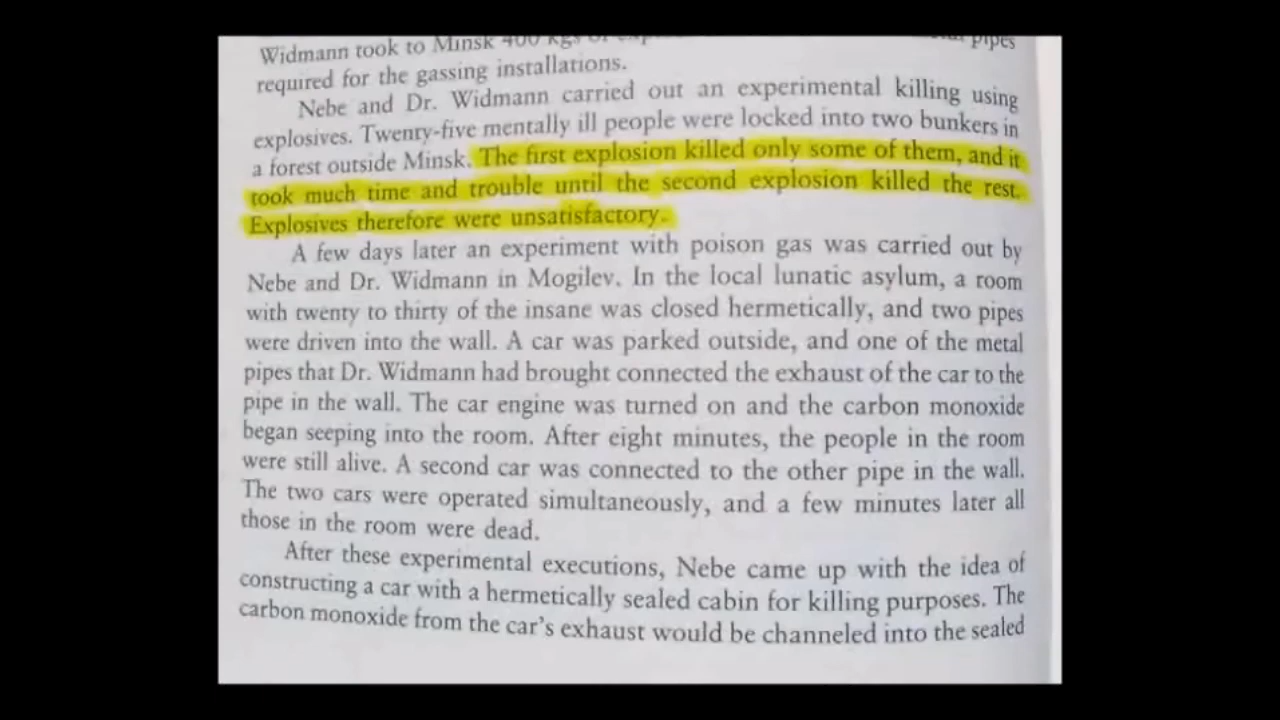 Widmann took to Minsk 400 kgs of pipes
required for the gassing installations.
Nebe and Dr. Widmann carried out an experimental killing using
explosives. Twenty-five mentally ill people were locked into two bunkers in
a forest outside Minsk. The first explosion killed only some of them, and it
took much time and trouble until the second explosion killed the rest.
Explosives therefore were unsatisfactory.
A few days later an experiment with poison gas was carried out by
Nebe and Dr. Widmann in Mogilev. In the local lunatic asylum, a room
with twenty to thirty of the insane was closed hermetically, and two pipes
were driven into the wall. A car was parked outside, and one of the metal
pipes that Dr. Widmann had brought connected the exhaust of the car to the
pipe in the wall. The car engine was turned on and the carbon monoxide
began seeping into the room. After eight minutes, the people in the room
were still alive. A second car was connected to the other pipe in the wall.
The two cars were operated simultaneously, and a few minutes later all
those in the room were dead.
After these experimental executions, Nebe came up with the idea of
constructing a car with a hermetically sealed cabin for killing purposes. The
carbon monoxide from the car's exhaust would be channeled into the sealed